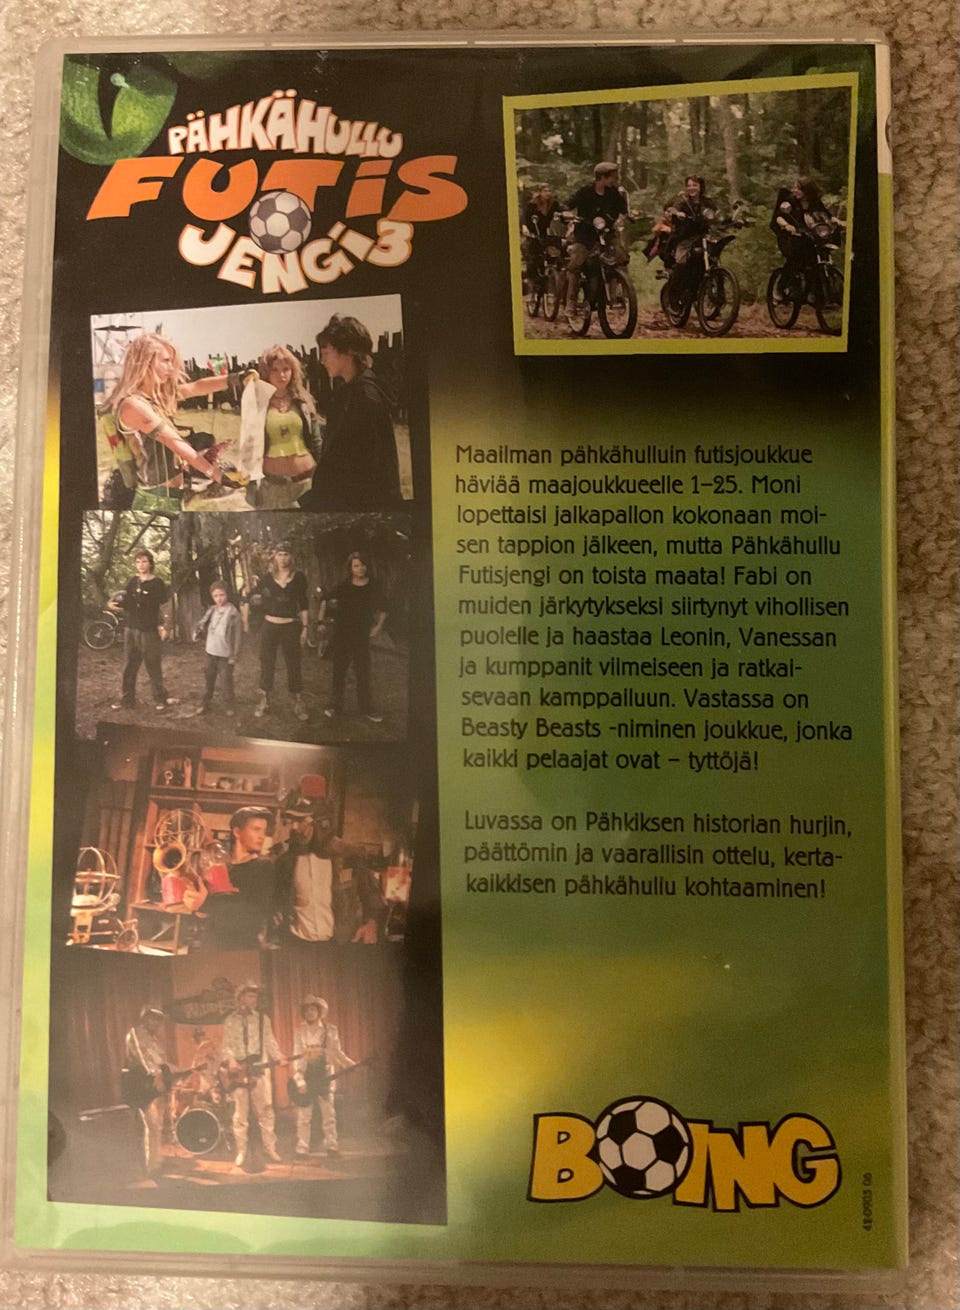 PÄHKÄHULLU
FUTIS
JENGI 3
Maailman pähkähulluin futisjoukkue
häviää maajoukkueelle 1–25. Moni
lopettaisi jalkapallon kokonaan moi-
sen tappion jälkeen, mutta Pähkähullu
Futisjengi on toista maata! Fabi on
muiden järkytykseksi siirtynyt vihollisen
puolelle ja haastaa Leonin, Vanessan
ja kumppanit viimeiseen ja ratkai-
sevaan kamppailuun. Vastassa on
Beasty Beasts -niminen joukkue, jonka
kaikki pelaajat ovat – tyttöjä!
Luvassa on Pähkiksen historian hurjin,
päättömin ja vaarallisin ottelu, kerta-
kaikkisen pähkähullu kohtaaminen!
BOING